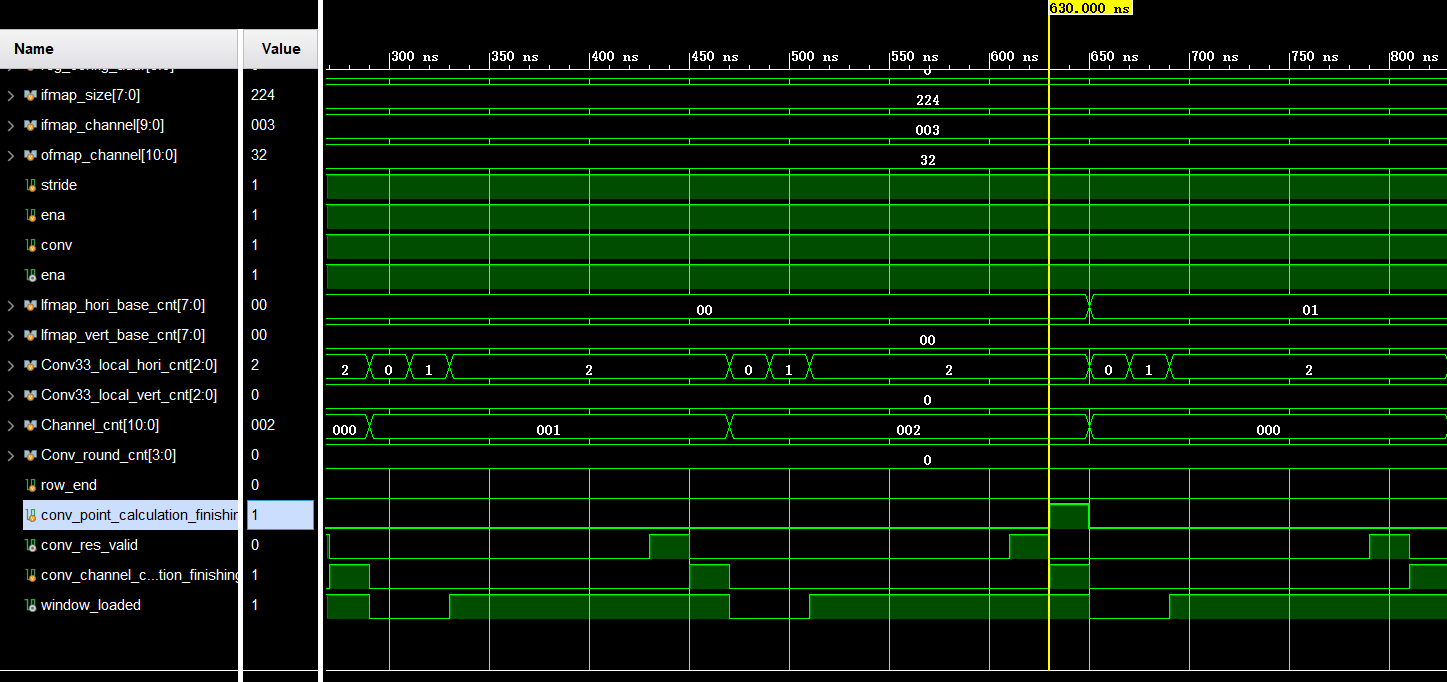 630.000 ns
Name Value
300 ns 350 ns 400 ns 450 ns 500 ns 550 ns 600 ns 650 ns 700 ns 750 ns 800 ns
ifmap_size[7:0] 224 224
ifmap_channel[9:0] 003 003
ofmap_channel[10:0] 32 32
stride 1
ena 1
conv 1
ena 1
Ifmap_hori_base_cnt[7:0] 00 00 01
Ifmap_vert_base_cnt[7:0] 00 00
Conv33_local_hori_cnt[2:0] 2 2 0 1 2 0 1 2 0 1 2
Conv33_local_vert_cnt[2:0] 0 0
Channel_cnt[10:0] 002 000 001 002 000
Conv_round_cnt[3:0] 0 0
row_end 0
conv_point_calculation_finishin 1
conv_res_valid 0
conv_channel_c...tion_finishing 1
window_loaded 1